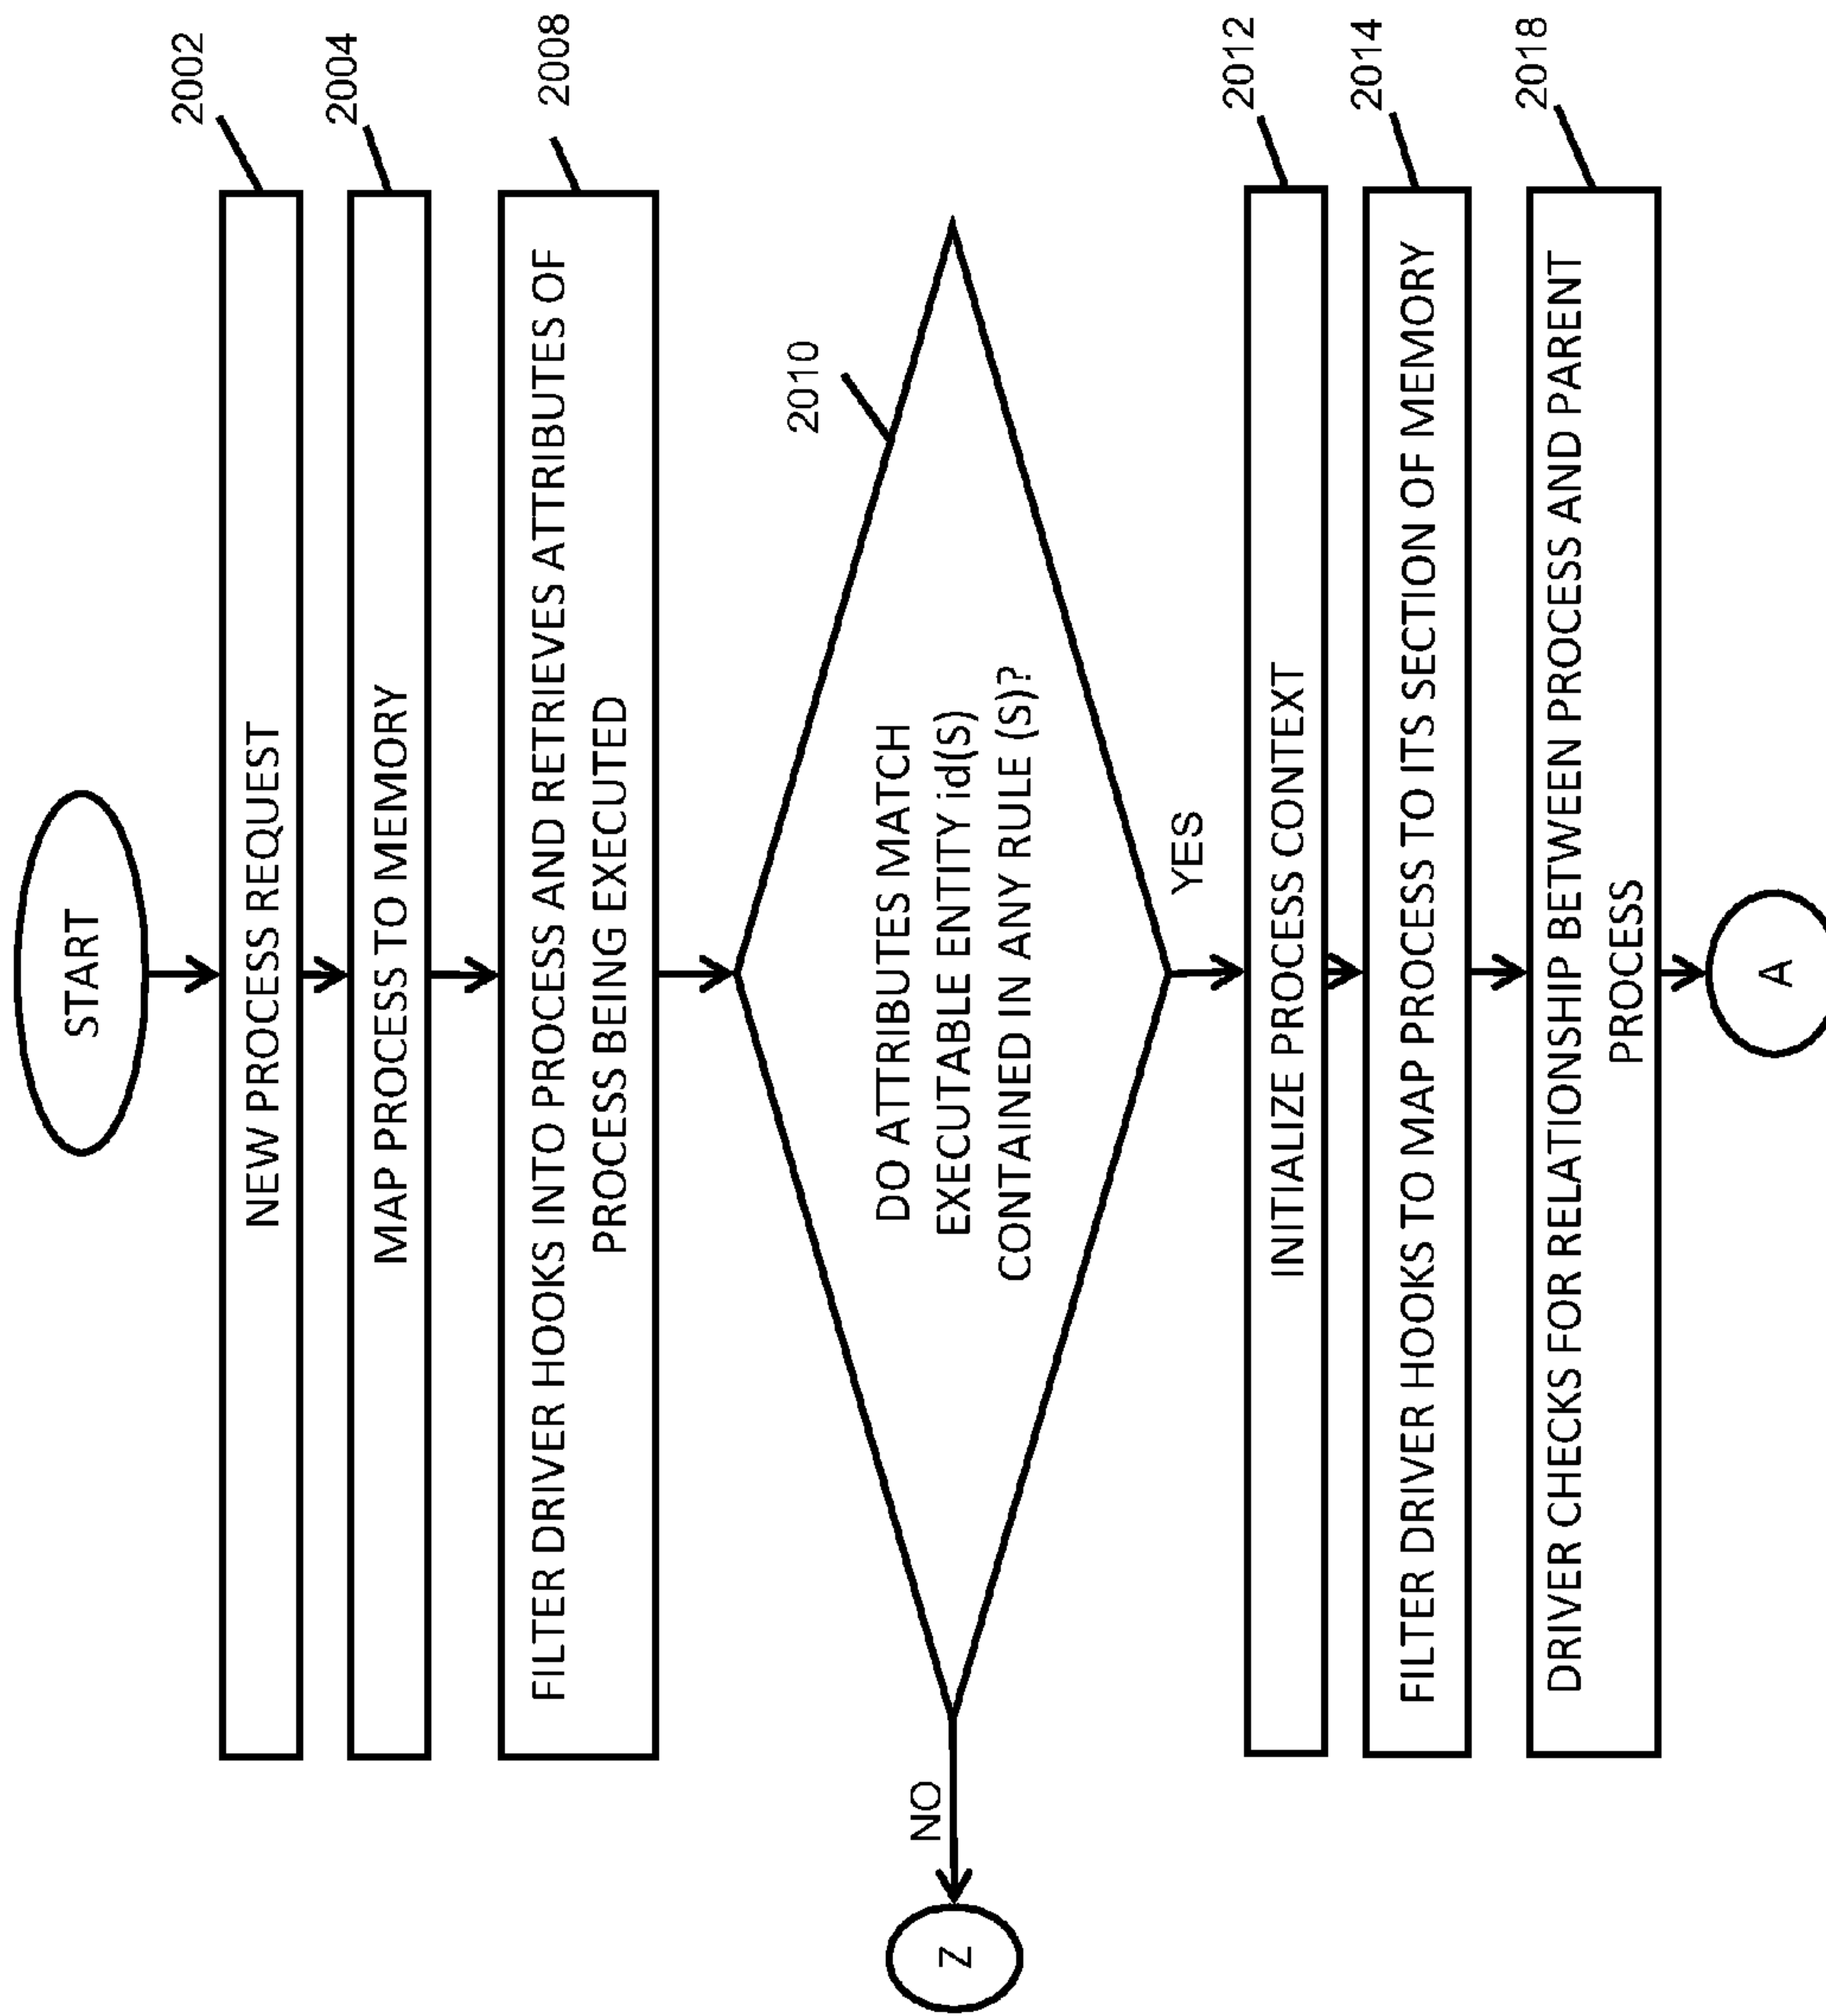 START
2002
NEW PROCESS REQUEST
2004
MAP PROCESS TO MEMORY
2008
FILTER DRIVER HOOKS INTO PROCESS AND RETRIEVES ATTRIBUTES OF
PROCESS BEING EXECUTED
2010
DO ATTRIBUTES MATCH
EXECUTABLE ENTITY id(S)
CONTAINED IN ANY RULE (S)?
NO
Z
YES
2012
INITIALIZE PROCESS CONTEXT
2014
FILTER DRIVER HOOKS TO MAP PROCESS TO ITS SECTION OF MEMORY
2018
DRIVER CHECKS FOR RELATIONSHIP BETWEEN PROCESS AND PARENT
PROCESS
A